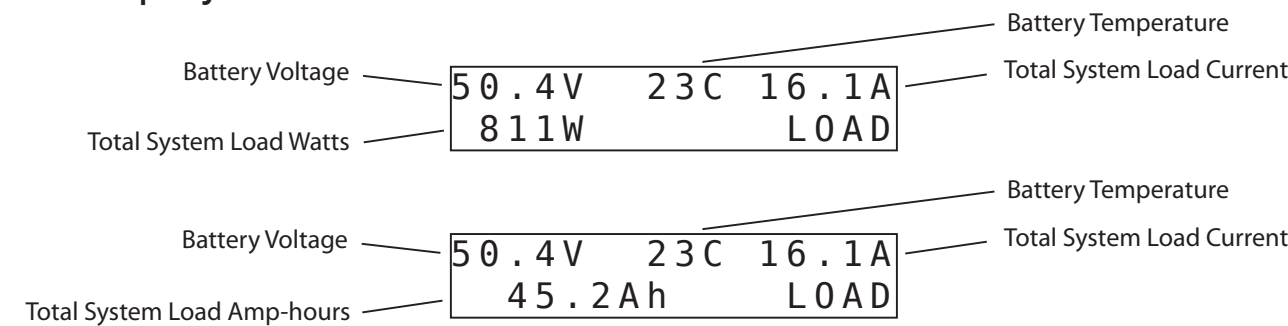 Battery Temperature
Battery Voltage
Total System Load Current
50.4V 23C 16.1A
Total System Load Watts
811W LOAD
Battery Temperature
Battery Voltage
Total System Load Current
50.4V 23C 16.1A
Total System Load Amp-hours
45.2Ah LOAD